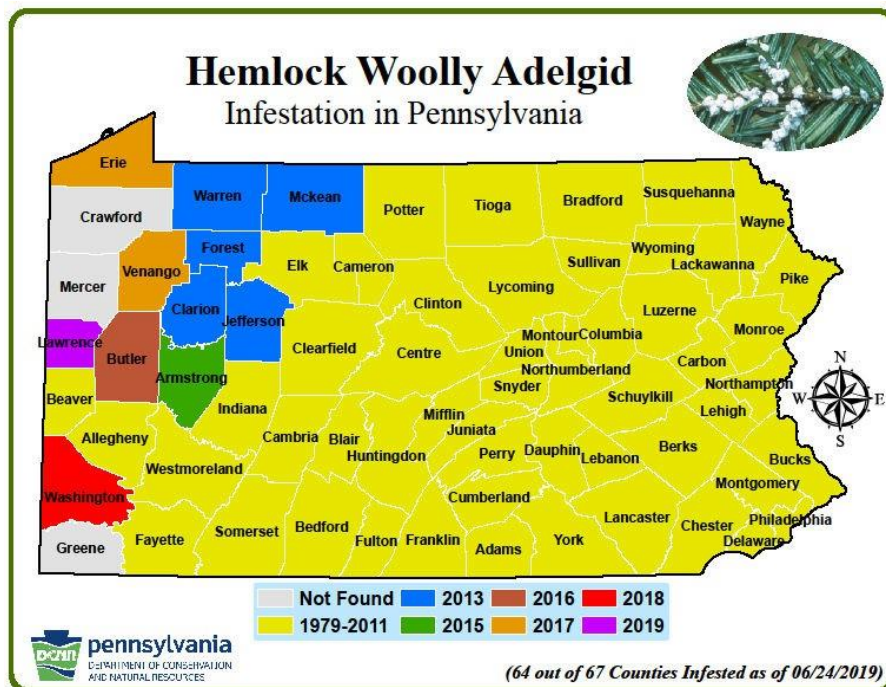 Hemlock Woolly Adelgid
Infestation in Pennsylvania
Erie
Crawford
Warren
Mckean
Potter
Tioga
Bradford
Susquehanna
Wayne
Forest
Venango
Mercer
Elk
Cameron
Sullivan
Wyoming
Lackawanna
Pike
Lycoming
Clinton
Clarion
Jefferson
Luzerne
Monroe
Lawrence
Butler
Armstrong
Clearfield
Centre
Montour
Columbia
Union
Northumberland
Snyder
Carbon
Northampton
Schuylkill
Lehigh
N
W
E
S
Beaver
Indiana
Allegheny
Cambria
Blair
Mifflin
Juniata
Huntingdon
Perry
Dauphin
Lebanon
Berks
Bucks
Westmoreland
Montgomery
Washington
Cumberland
Lancaster
Chester
Philadelphia
Delaware
Greene
Fayette
Somerset
Bedford
Fulton
Franklin
Adams
York
Not Found
2013
2016
2018
1979-2011
2015
2017
2019
DCNR
pennsylvania
DEPARTMENT OF CONSERVATION
AND NATURAL RESOURCES
(64 out of 67 Counties Infested as of 06/24/2019)